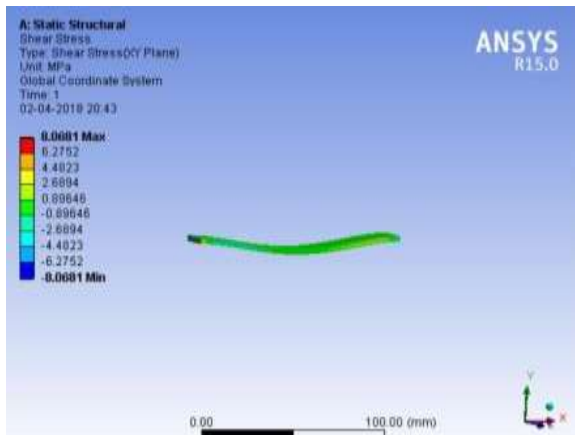 A: Static Structural
Shear Stress
Type: Shear Stress(XY Plane)
Unit: MPa
Global Coordinate System
Time: 1
02-04-2018 20:43
ANSYS
R15.0
8.0681 Max
6.2752
4.4823
2.6894
0.89646
-0.89646
-2.6894
-4.4823
-6.2752
-8.0681 Min
0.00
100.00 (mm)
Y
X